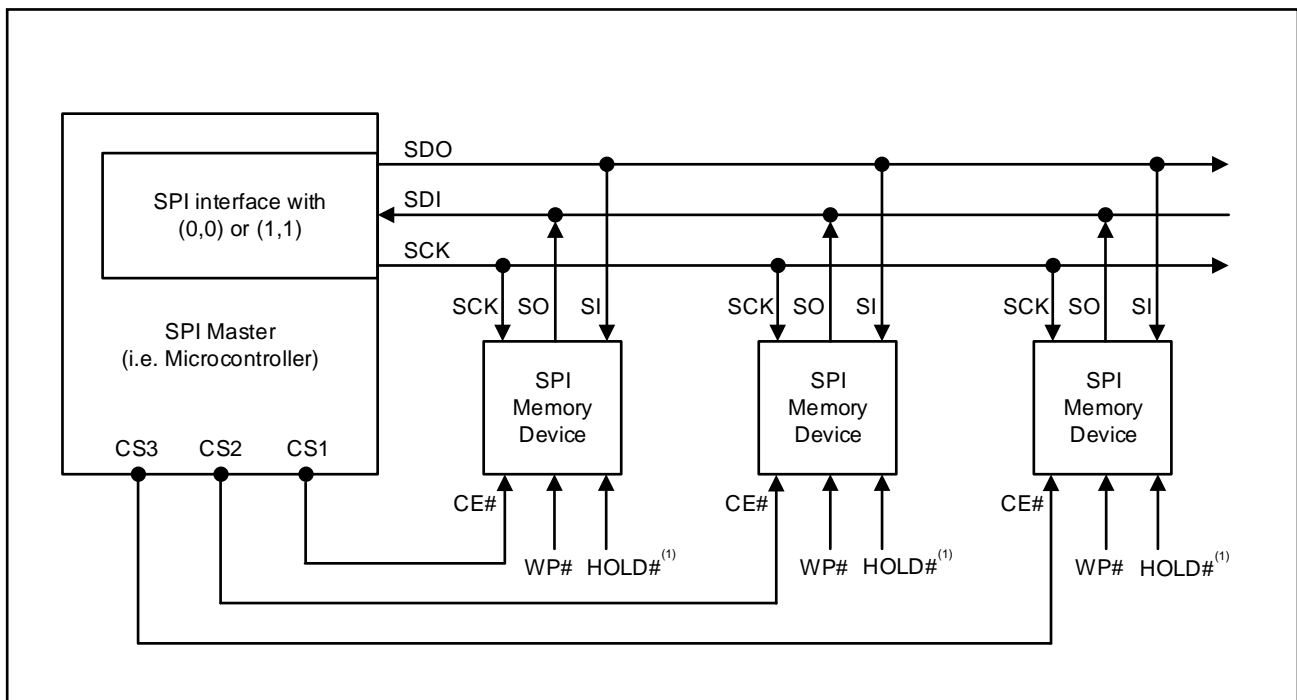 SDO
SPI interface with
(0,0) or (1,1)
SDI
SCK
SPI Master
(i.e. Microcontroller)
CS3 CS2 CS1
SCK SO SI
SPI
Memory
Device
CE#
WP# HOLD#(1)
SCK SO SI
SPI
Memory
Device
CE#
WP# HOLD#(1)
SCK SO SI
SPI
Memory
Device
CE#
WP# HOLD#(1)